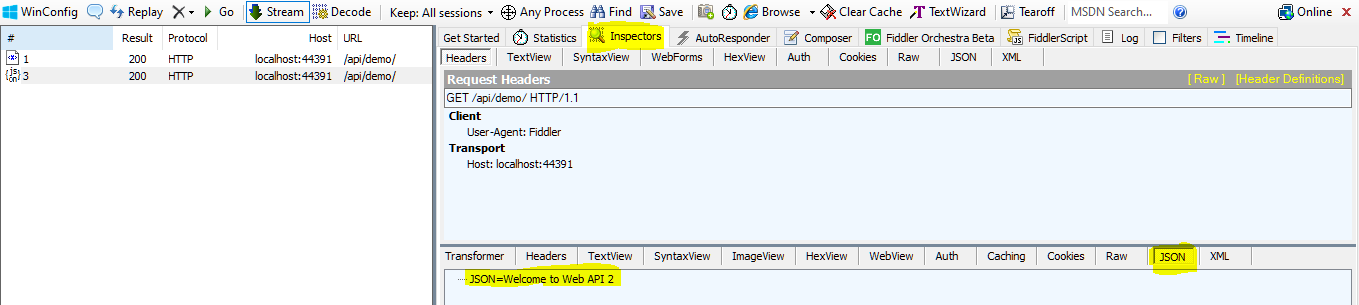 WinConfig Replay Go Stream Decode Keep: All sessions Any Process Find Save Browse Clear Cache TextWizard Tearoff MSDN Search... Online
# Result Protocol Host URL
1 200 HTTP localhost:44391 /api/demo/
3 200 HTTP localhost:44391 /api/demo/
Get Started Statistics Inspectors AutoResponder Composer FO Fiddler Orchestra Beta FiddlerScript Log Filters Timeline
Headers TextView SyntaxView WebForms HexView Auth Cookies Raw JSON XML
Request Headers [ Raw ] [Header Definitions]
GET /api/demo/ HTTP/1.1
Client
User-Agent: Fiddler
Transport
Host: localhost:44391
Transformer Headers TextView SyntaxView ImageView HexView WebView Auth Caching Cookies Raw JSON XML
JSON=Welcome to Web API 2